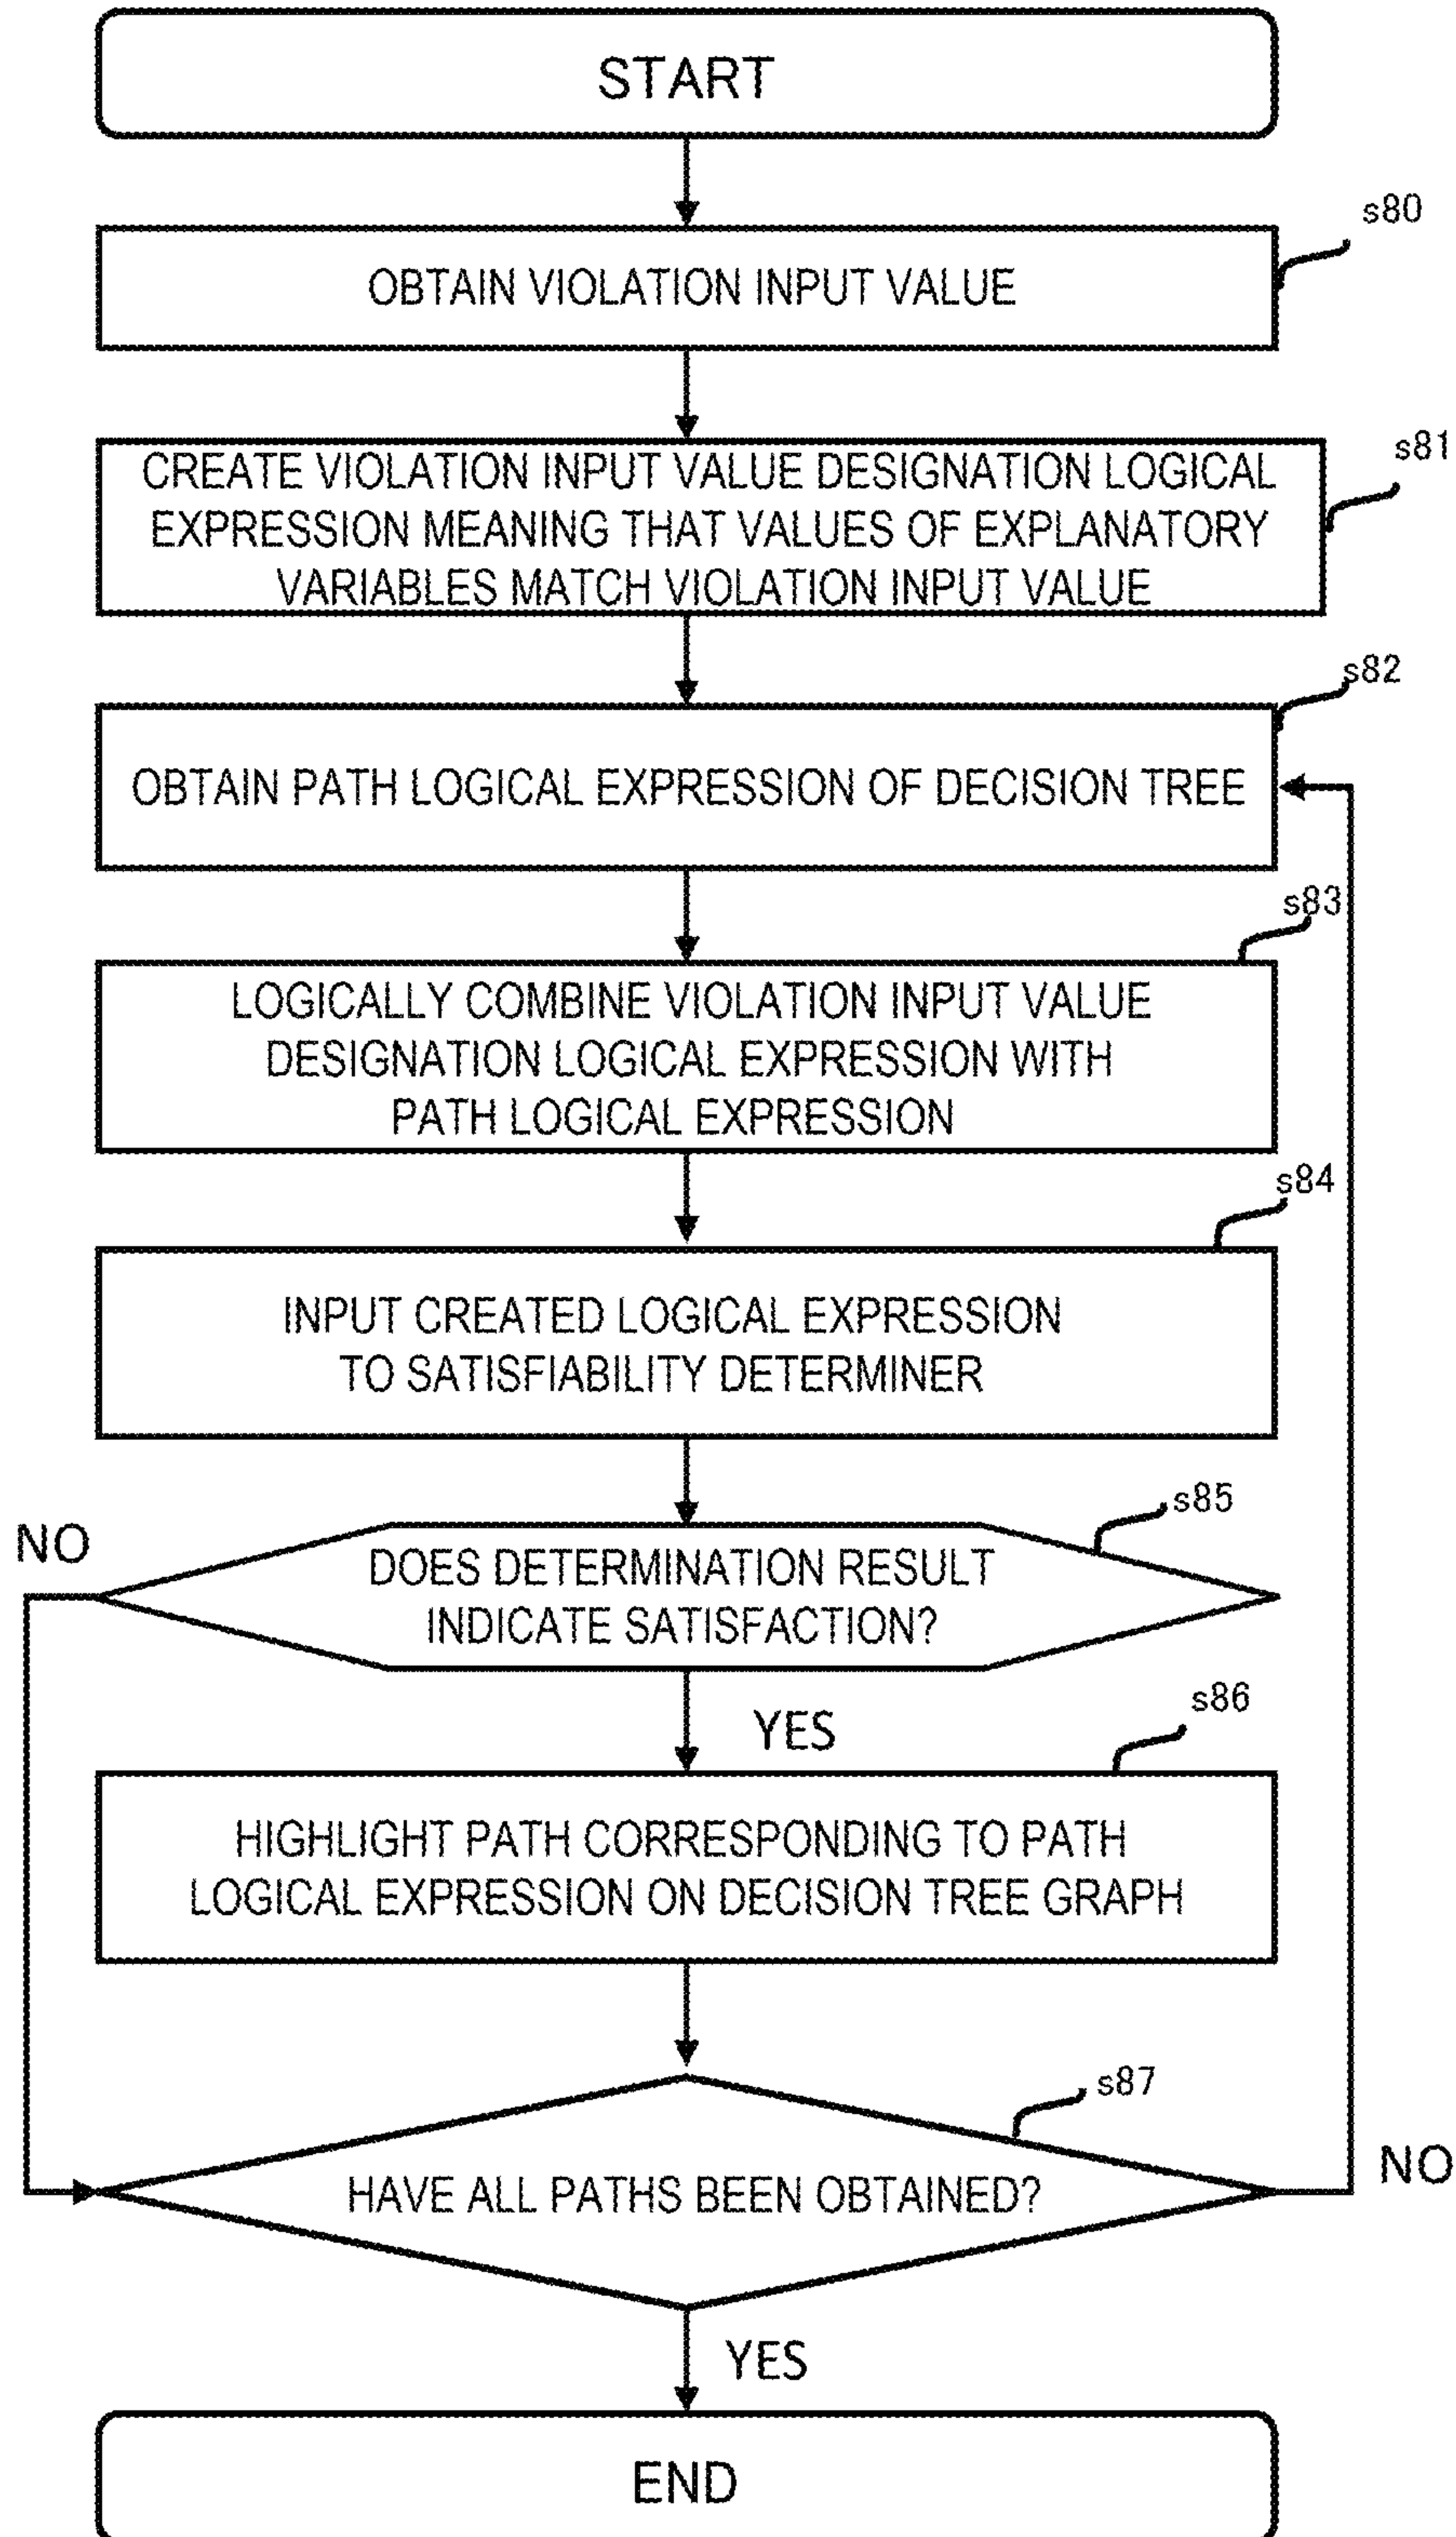 START
s80
OBTAIN VIOLATION INPUT VALUE
s81
CREATE VIOLATION INPUT VALUE DESIGNATION LOGICAL
EXPRESSION MEANING THAT VALUES OF EXPLANATORY
VARIABLES MATCH VIOLATION INPUT VALUE
s82
OBTAIN PATH LOGICAL EXPRESSION OF DECISION TREE
s83
LOGICALLY COMBINE VIOLATION INPUT VALUE
DESIGNATION LOGICAL EXPRESSION WITH
PATH LOGICAL EXPRESSION
s84
INPUT CREATED LOGICAL EXPRESSION
TO SATISFIABILITY DETERMINER
s85
NO
DOES DETERMINATION RESULT
INDICATE SATISFACTION?
YES
s86
HIGHLIGHT PATH CORRESPONDING TO PATH
LOGICAL EXPRESSION ON DECISION TREE GRAPH
s87
HAVE ALL PATHS BEEN OBTAINED?
NO
YES
END